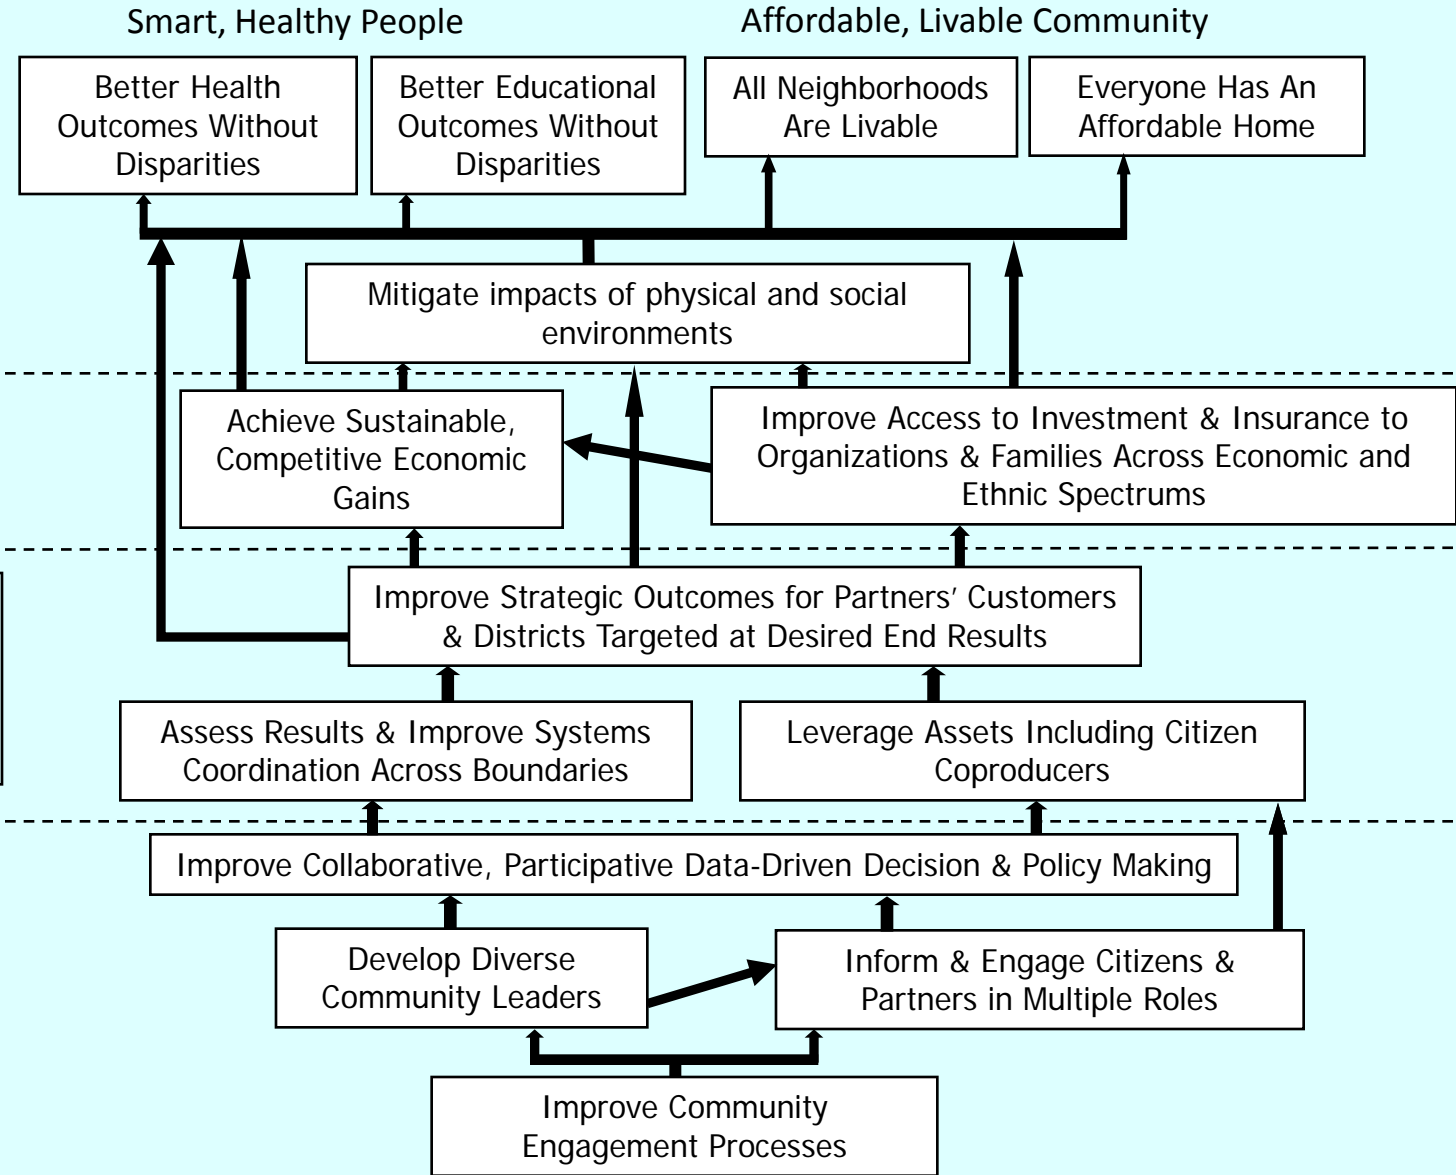 Smart, Healthy People
Affordable, Livable Community
Better Health
Outcomes Without
Disparities
Better Educational
Outcomes Without
Disparities
All Neighborhoods
Are Livable
Everyone Has An
Affordable Home
Mitigate impacts of physical and social
environments
Achieve Sustainable,
Competitive Economic
Gains
Improve Access to Investment & Insurance to
Organizations & Families Across Economic and
Ethnic Spectrums
Improve Strategic Outcomes for Partners’ Customers
& Districts Targeted at Desired End Results
Assess Results & Improve Systems
Coordination Across Boundaries
Leverage Assets Including Citizen
Coproducers
Improve Collaborative, Participative Data-Driven Decision & Policy Making
Develop Diverse
Community Leaders
Inform & Engage Citizens &
Partners in Multiple Roles
Improve Community
Engagement Processes